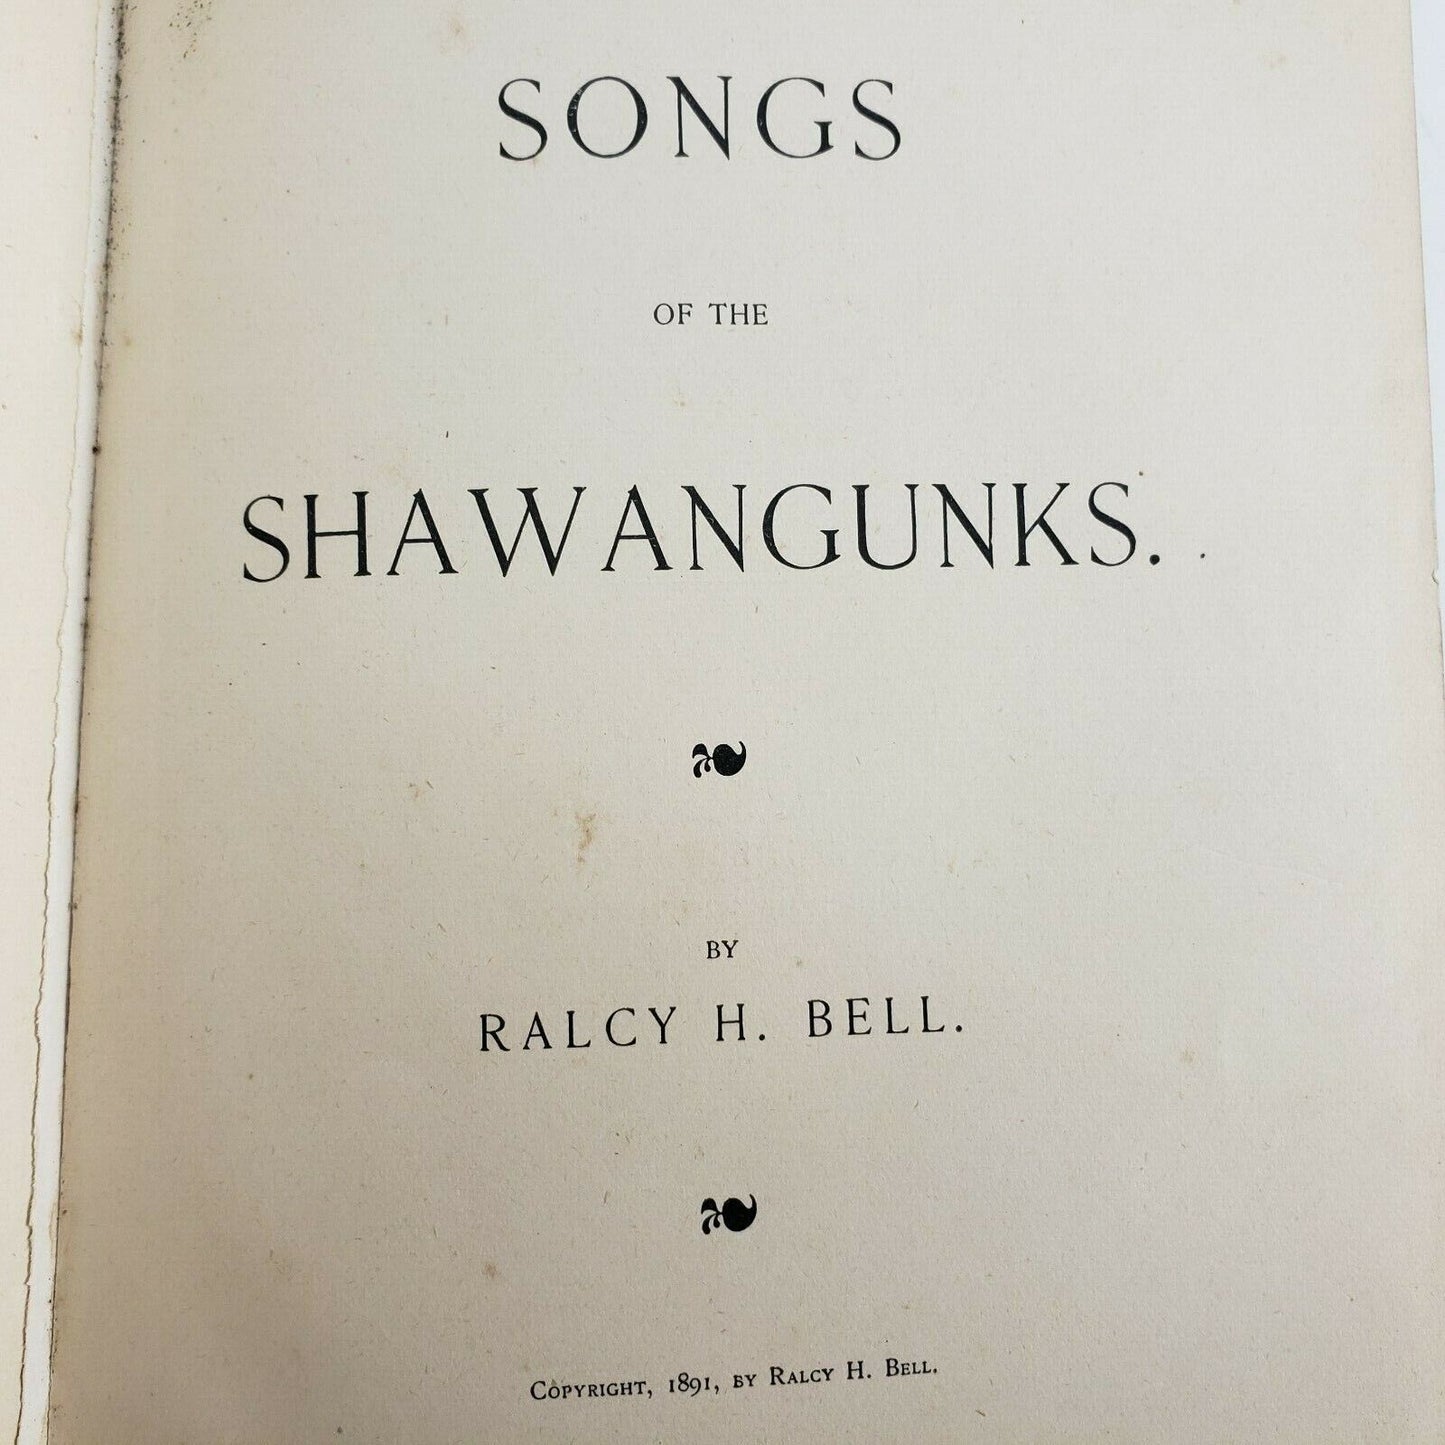 SONGS
OF THE
SHAWANGUNKS.
BY
RALCY H. BELL.
COPYRIGHT, 1891, BY RALCY H. BELL.